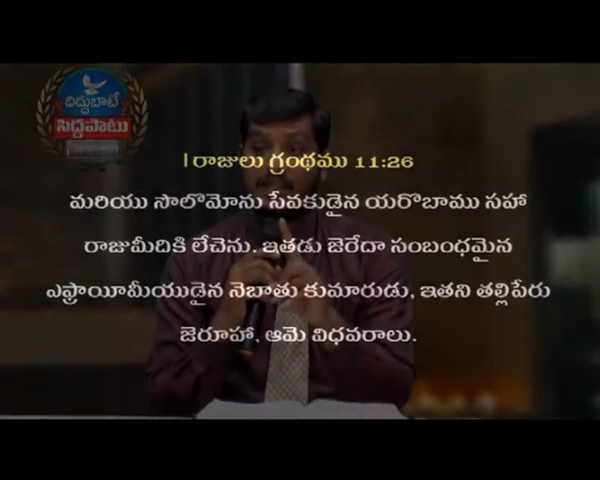 దిద్దుబాటే
సిద్దపాటు
I రాజులు గ్రంథము 11:26
మరియు సొలొమోను సేవకుడైన యరొబాము సహా
రాజుమీదికి లేచెను. ఇతడు జెరేదా సంబంధమైన
ఎఫ్రాయీమీయుడైన నెబాతు కుమారుడు, ఇతని తల్లిపేరు
జెరూహా, ఆమె విధవరాలు.